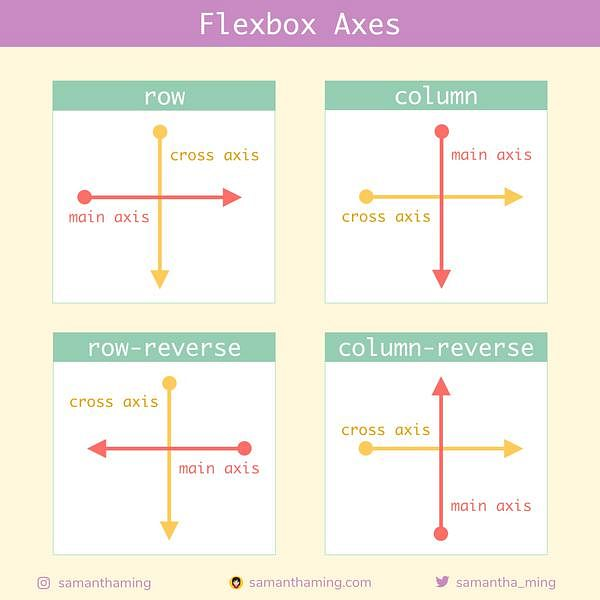 Flexbox Axes
row
cross axis
main axis
column
main axis
cross axis
row-reverse
cross axis
main axis
column-reverse
cross axis
main axis
samanthaming
samanthaming.com
samantha_ming